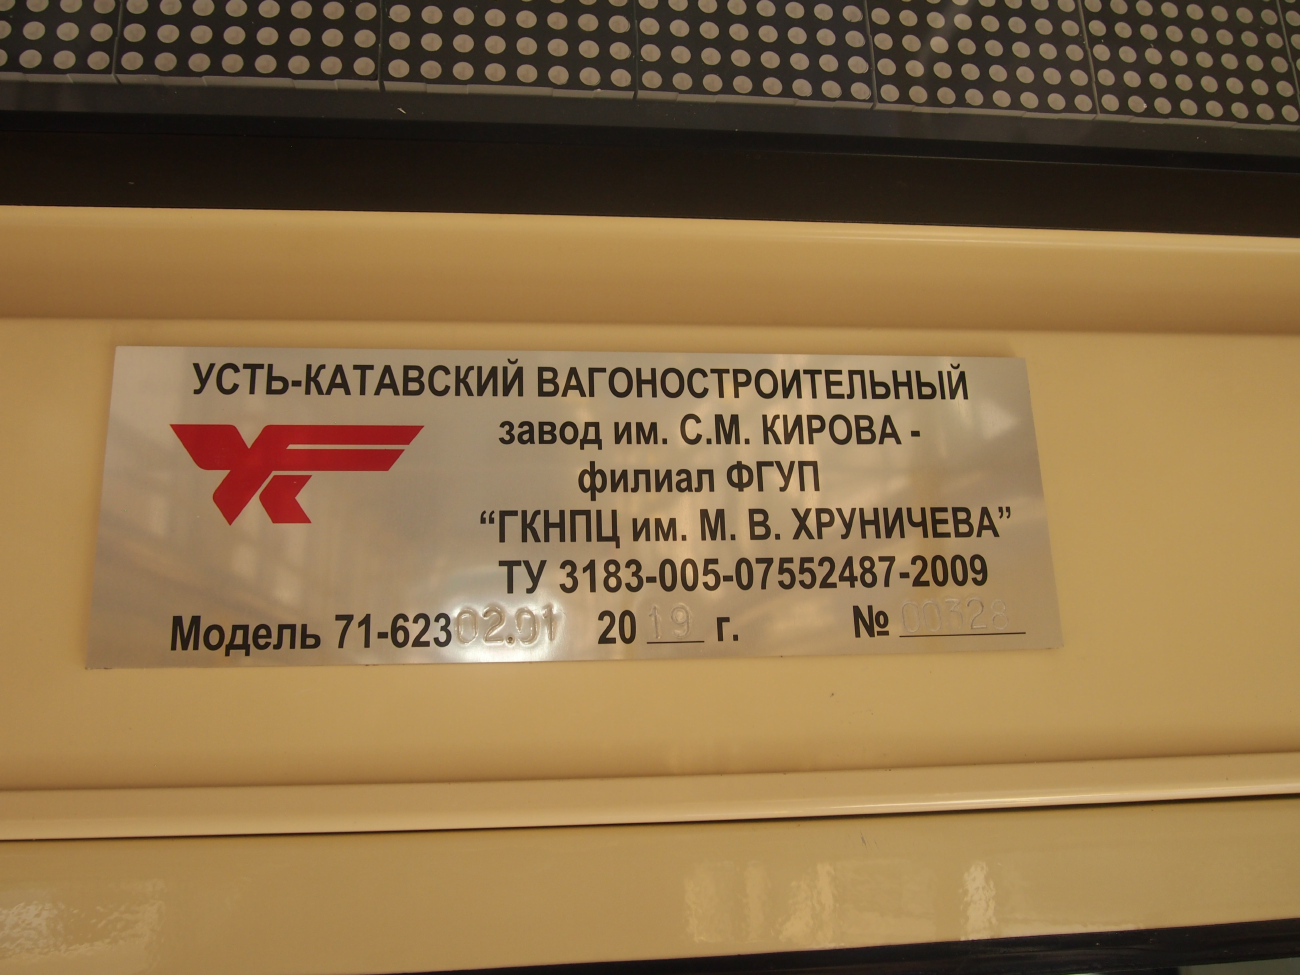 УСТЬ-КАТАВСКИЙ ВАГОНОСТРОИТЕЛЬНЫЙ
завод им. С.М. КИРОВА -
филиал ФГУП
“ГКНПЦ им. М. В. ХРУНИЧЕВА”
ТУ 3183-005-07552487-2009
Модель 71-62302.01 2019 г. № 00328